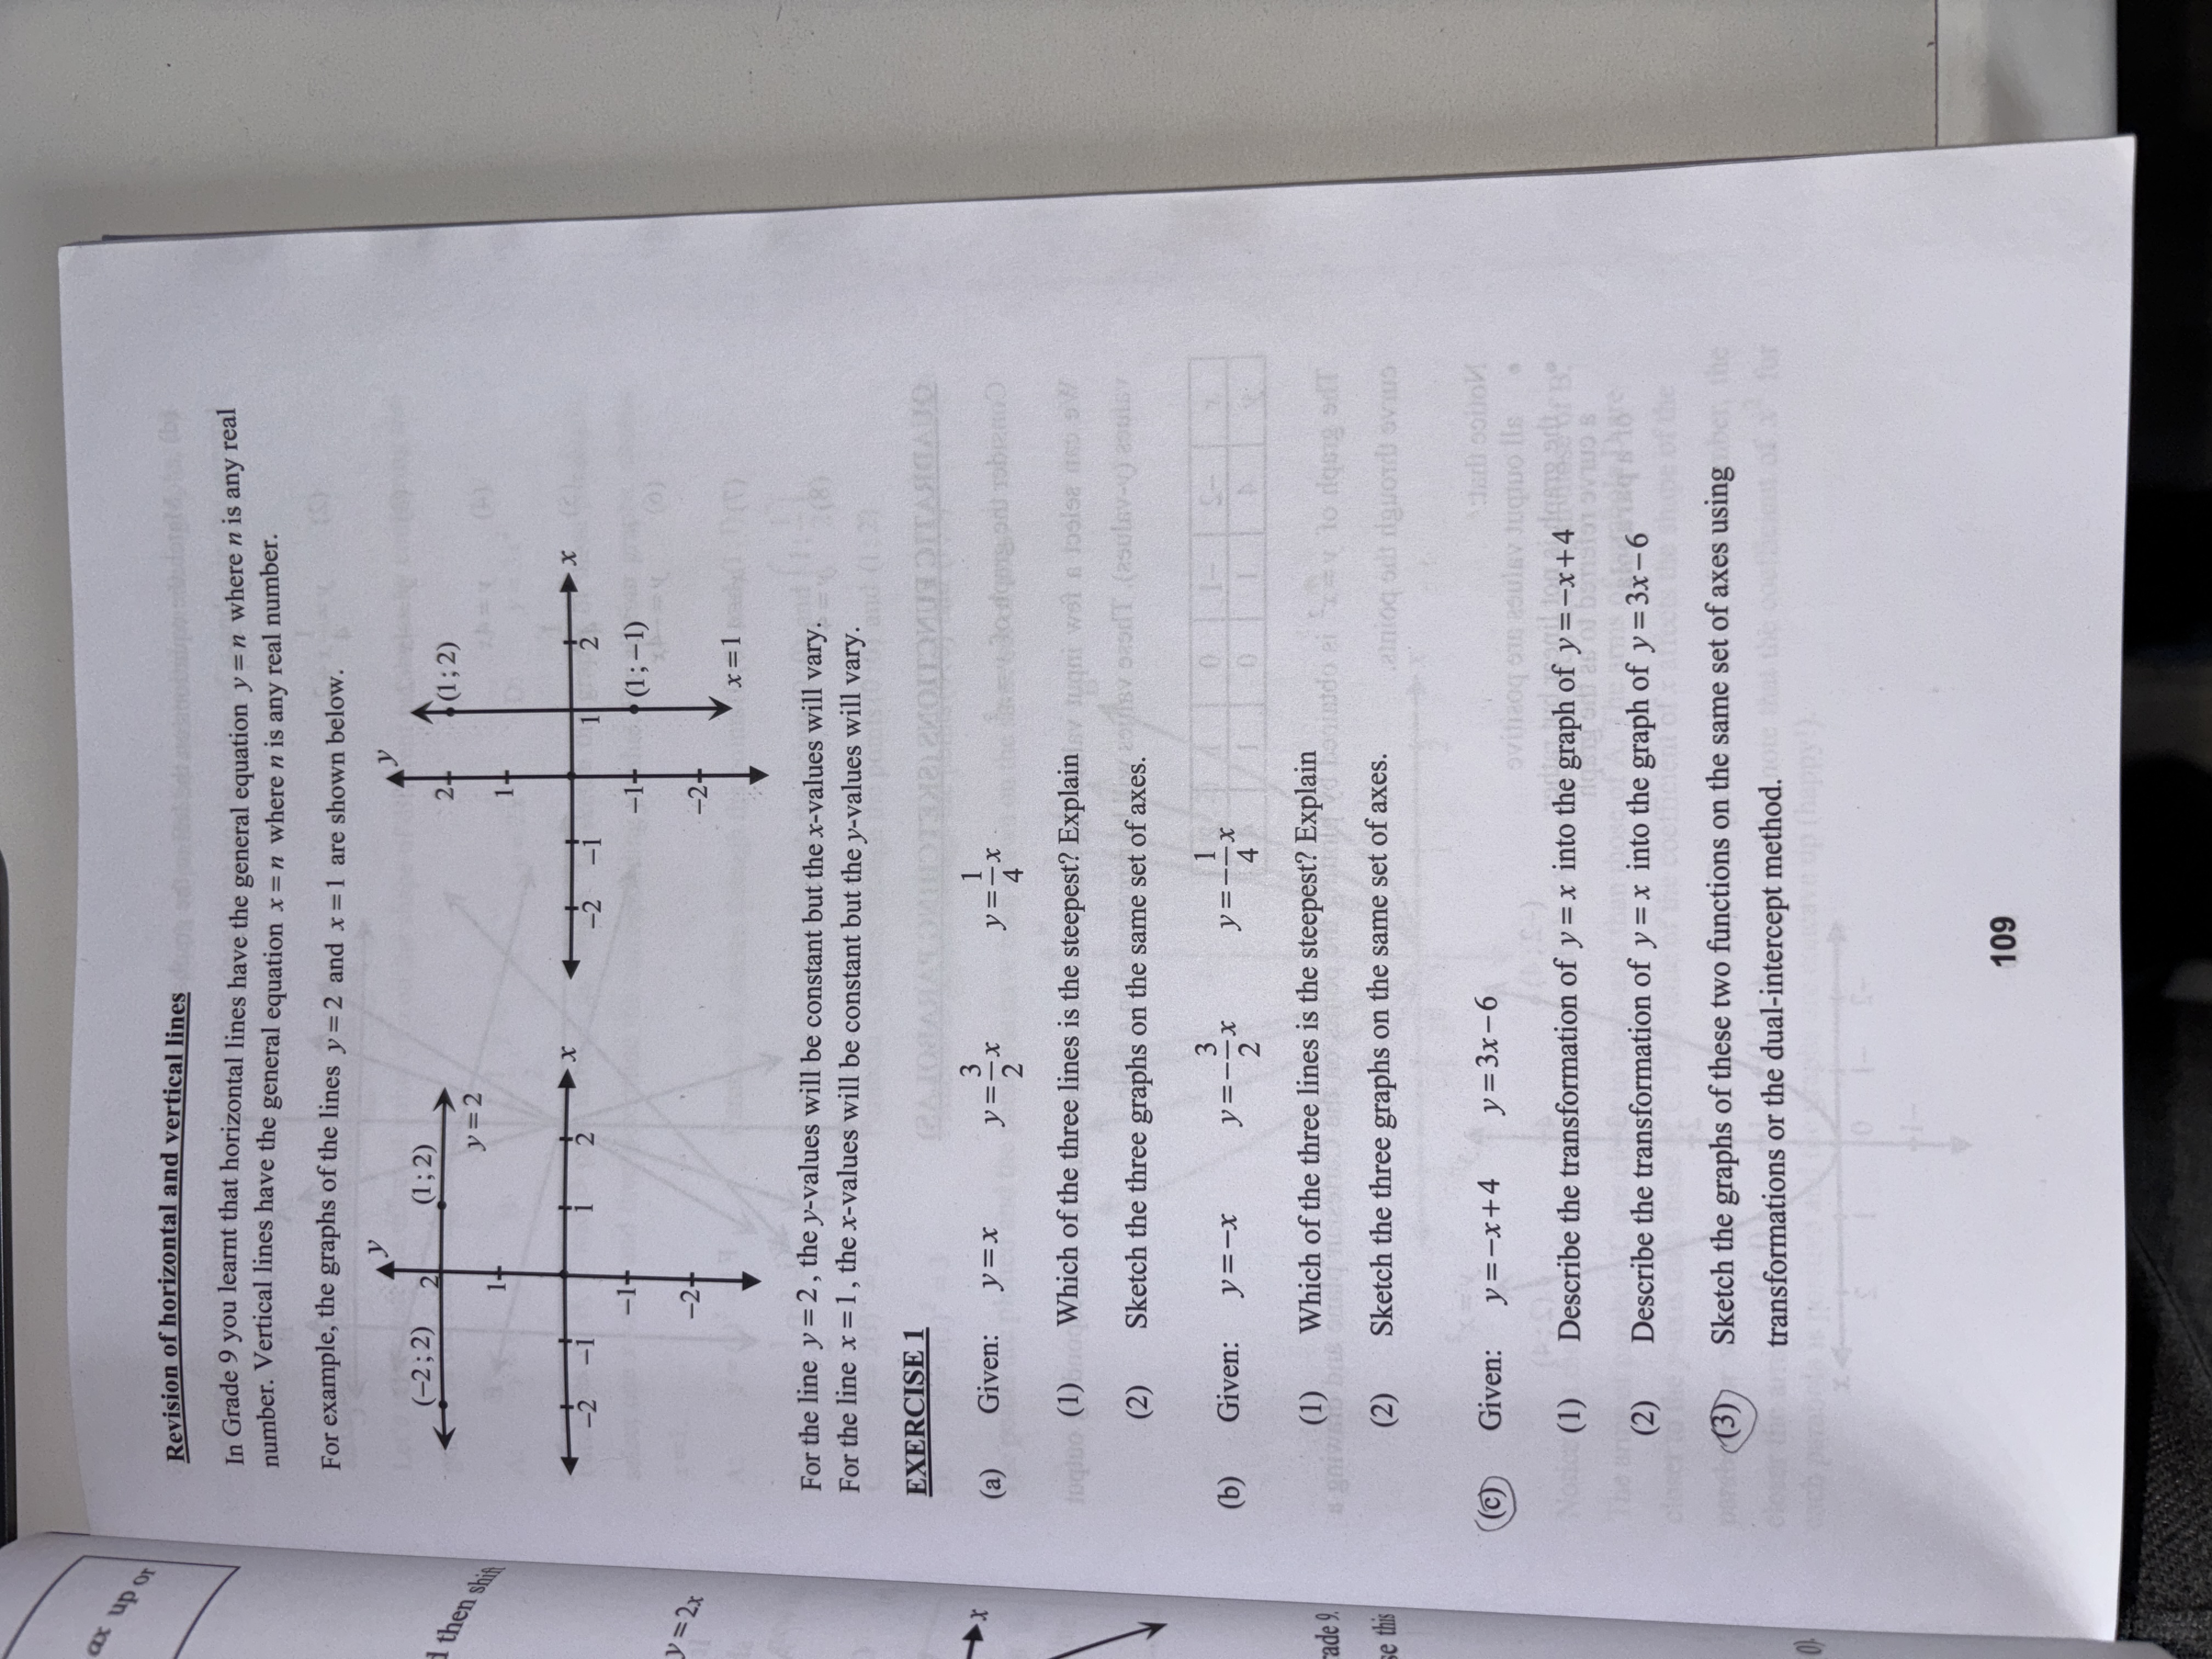 ax up or
d then shift
y = 2x
x
rade 9.
se this
0).
Revision of horizontal and vertical lines
In Grade 9 you learnt that horizontal lines have the general equation y = n where n is any real
number. Vertical lines have the general equation x = n where n is any real number.
For example, the graphs of the lines y = 2 and x = 1 are shown below.
y
(−2 ; 2) 2 (1 ; 2)
y = 2
1
−2 −1 1 2 x
−1
−2
y
2 (1 ; 2)
1
−2 −1 1 2 x
−1 (1 ; −1)
−2
x = 1
For the line y = 2 , the y-values will be constant but the x-values will vary.
For the line x = 1 , the x-values will be constant but the y-values will vary.
EXERCISE 1
(a) Given: y = x y = 3/2 x y = 1/4 x
(1) Which of the three lines is the steepest? Explain
(2) Sketch the three graphs on the same set of axes.
(b) Given: y = −x y = −3/2 x y = −1/4 x
(1) Which of the three lines is the steepest? Explain
(2) Sketch the three graphs on the same set of axes.
(c) Given: y = −x + 4 y = 3x − 6
(1) Describe the transformation of y = x into the graph of y = −x + 4
(2) Describe the transformation of y = x into the graph of y = 3x − 6
(3) Sketch the graphs of these two functions on the same set of axes using
transformations or the dual-intercept method.
109